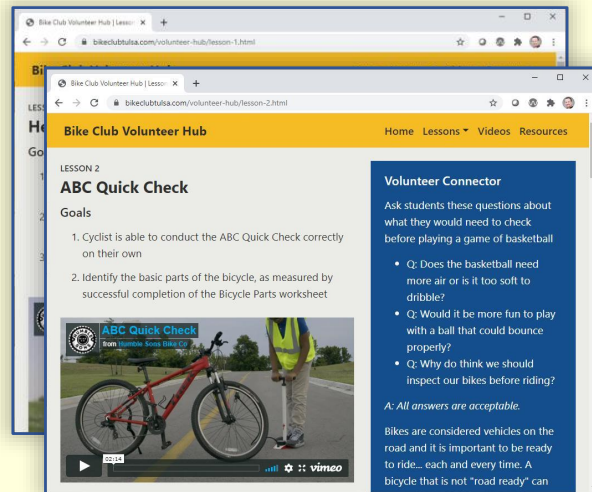 Bike Club Volunteer Hub | Lesson
bikeclubtulsa.com/volunteer-hub/lesson-1.html
Bike Club Volunteer Hub | Lesson
bikeclubtulsa.com/volunteer-hub/lesson-2.html
Bike Club Volunteer Hub
Home Lessons Videos Resources
LESSON 2
ABC Quick Check
Goals
1. Cyclist is able to conduct the ABC Quick Check correctly
on their own
2. Identify the basic parts of the bicycle, as measured by
successful completion of the Bicycle Parts worksheet
ABC Quick Check
from Humble Sons Bike Co
02:14
vimeo
Volunteer Connector
Ask students these questions about
what they would need to check
before playing a game of basketball
• Q: Does the basketball need
more air or is it too soft to
dribble?
• Q: Would it be more fun to play
with a ball that could bounce
properly?
• Q: Why do think we should
inspect our bikes before riding?
A: All answers are acceptable.
Bikes are considered vehicles on the
road and it is important to be ready
to ride... each and every time. A
bicycle that is not "road ready" can